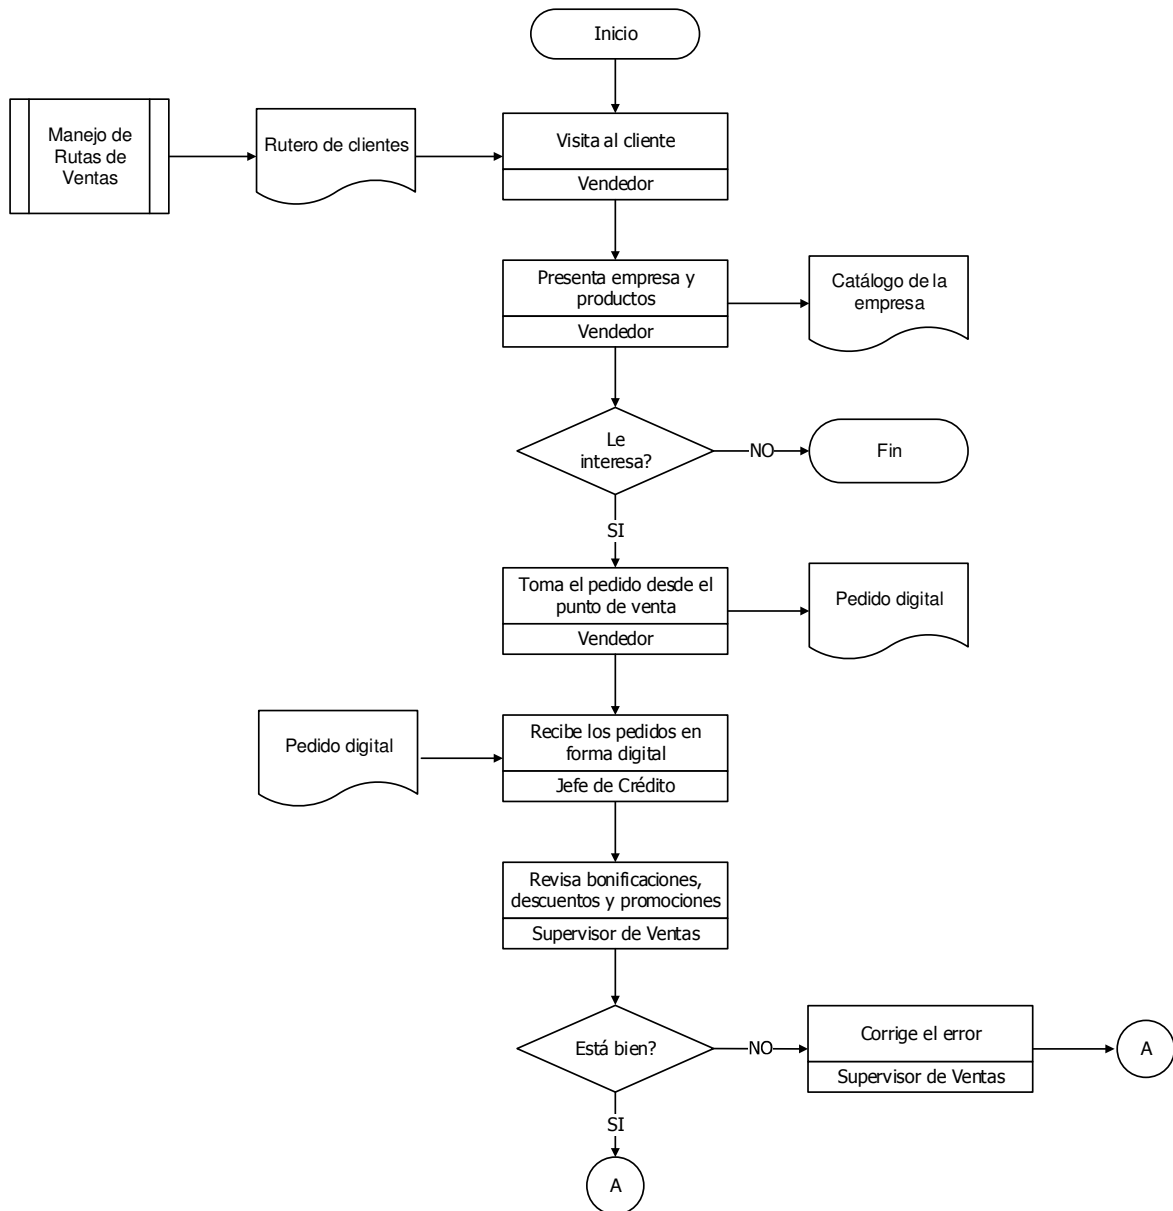 Inicio
Manejo de
Rutas de
Ventas
Rutero de clientes
Visita al cliente
Vendedor
Presenta empresa y
productos
Vendedor
Catálogo de la
empresa
Le
interesa?
NO
Fin
SI
Toma el pedido desde el
punto de venta
Vendedor
Pedido digital
Pedido digital
Recibe los pedidos en
forma digital
Jefe de Crédito
Revisa bonificaciones,
descuentos y promociones
Supervisor de Ventas
Está bien?
NO
Corrige el error
Supervisor de Ventas
A
SI
A